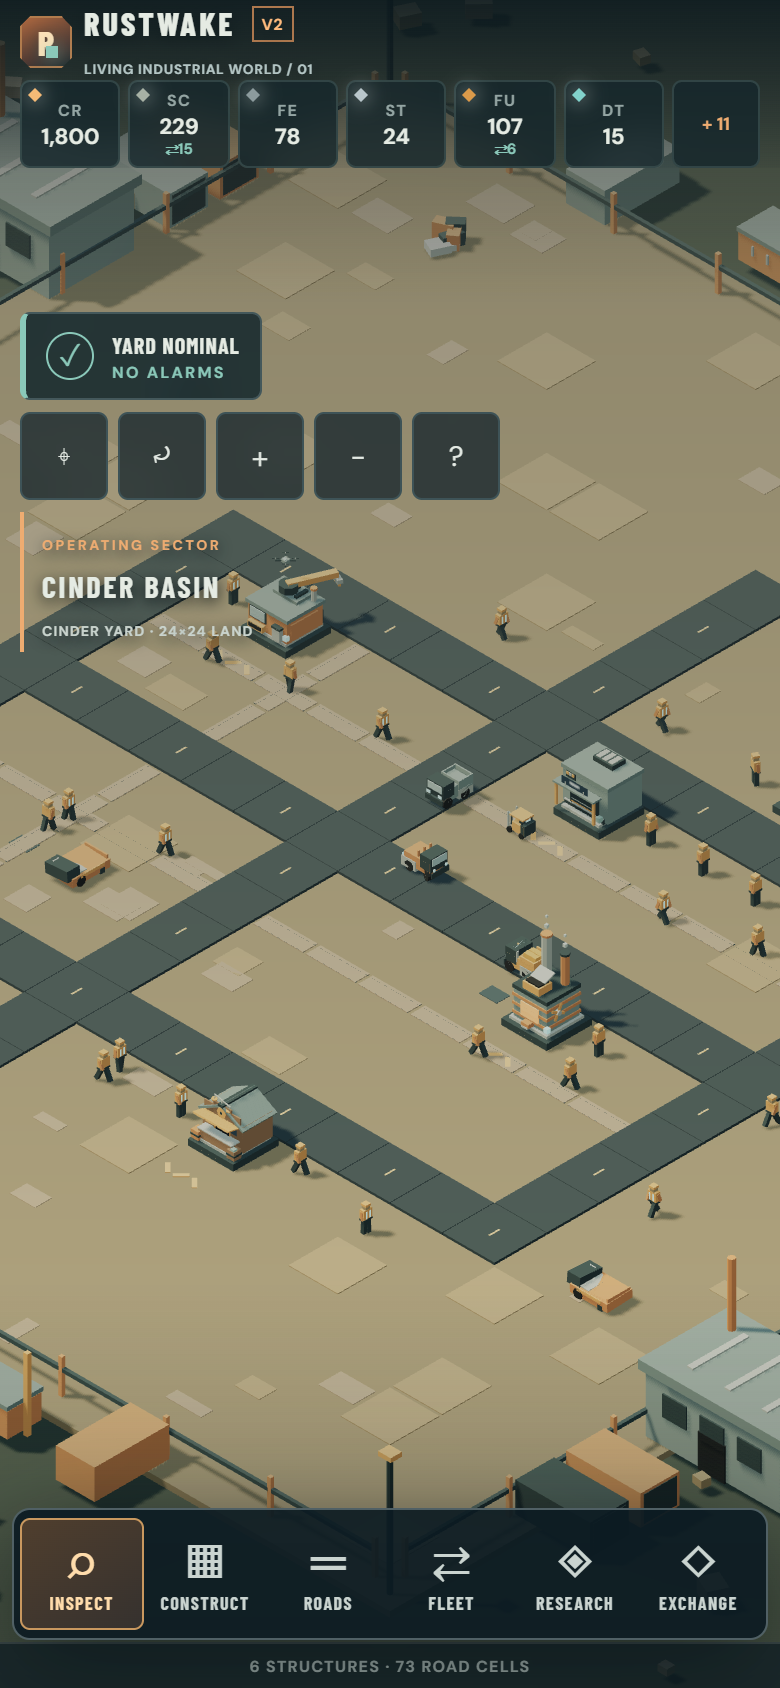 R
RUSTWAKE V2
LIVING INDUSTRIAL WORLD / 01
CR SC FE ST FU DT
1,800 229 78 24 107 15 + 11
⇄15 ⇄6
YARD NOMINAL
NO ALARMS
+ - ?
OPERATING SECTOR
CINDER BASIN
CINDER YARD · 24×24 LAND
INSPECT CONSTRUCT ROADS FLEET RESEARCH EXCHANGE
6 STRUCTURES · 73 ROAD CELLS